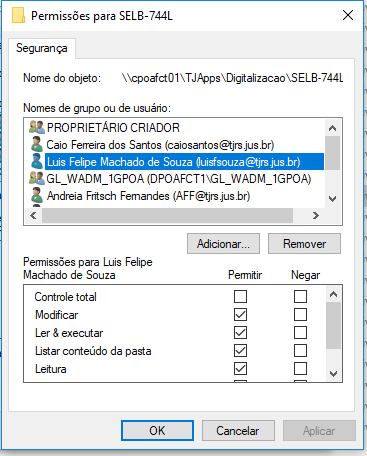 Permissões para SELB-744L
Segurança
Nome do objeto: \\cpoafct01\TJApps\Digitalizacao\SELB-744L
Nomes de grupo ou de usuário:
PROPRIETÁRIO CRIADOR
Caio Ferreira dos Santos (caiosantos@tjrs.jus.br)
Luis Felipe Machado de Souza (luisfsouza@tjrs.jus.br)
GL_WADM_1GPOA (DPOAFCT1\GL_WADM_1GPOA)
Andreia Fritsch Fernandes (AFF@tjrs.jus.br)
Adicionar... Remover
Permissões para Luis Felipe
Machado de Souza Permitir Negar
Controle total
Modificar
Ler & executar
Listar conteúdo da pasta
Leitura
OK Cancelar Aplicar